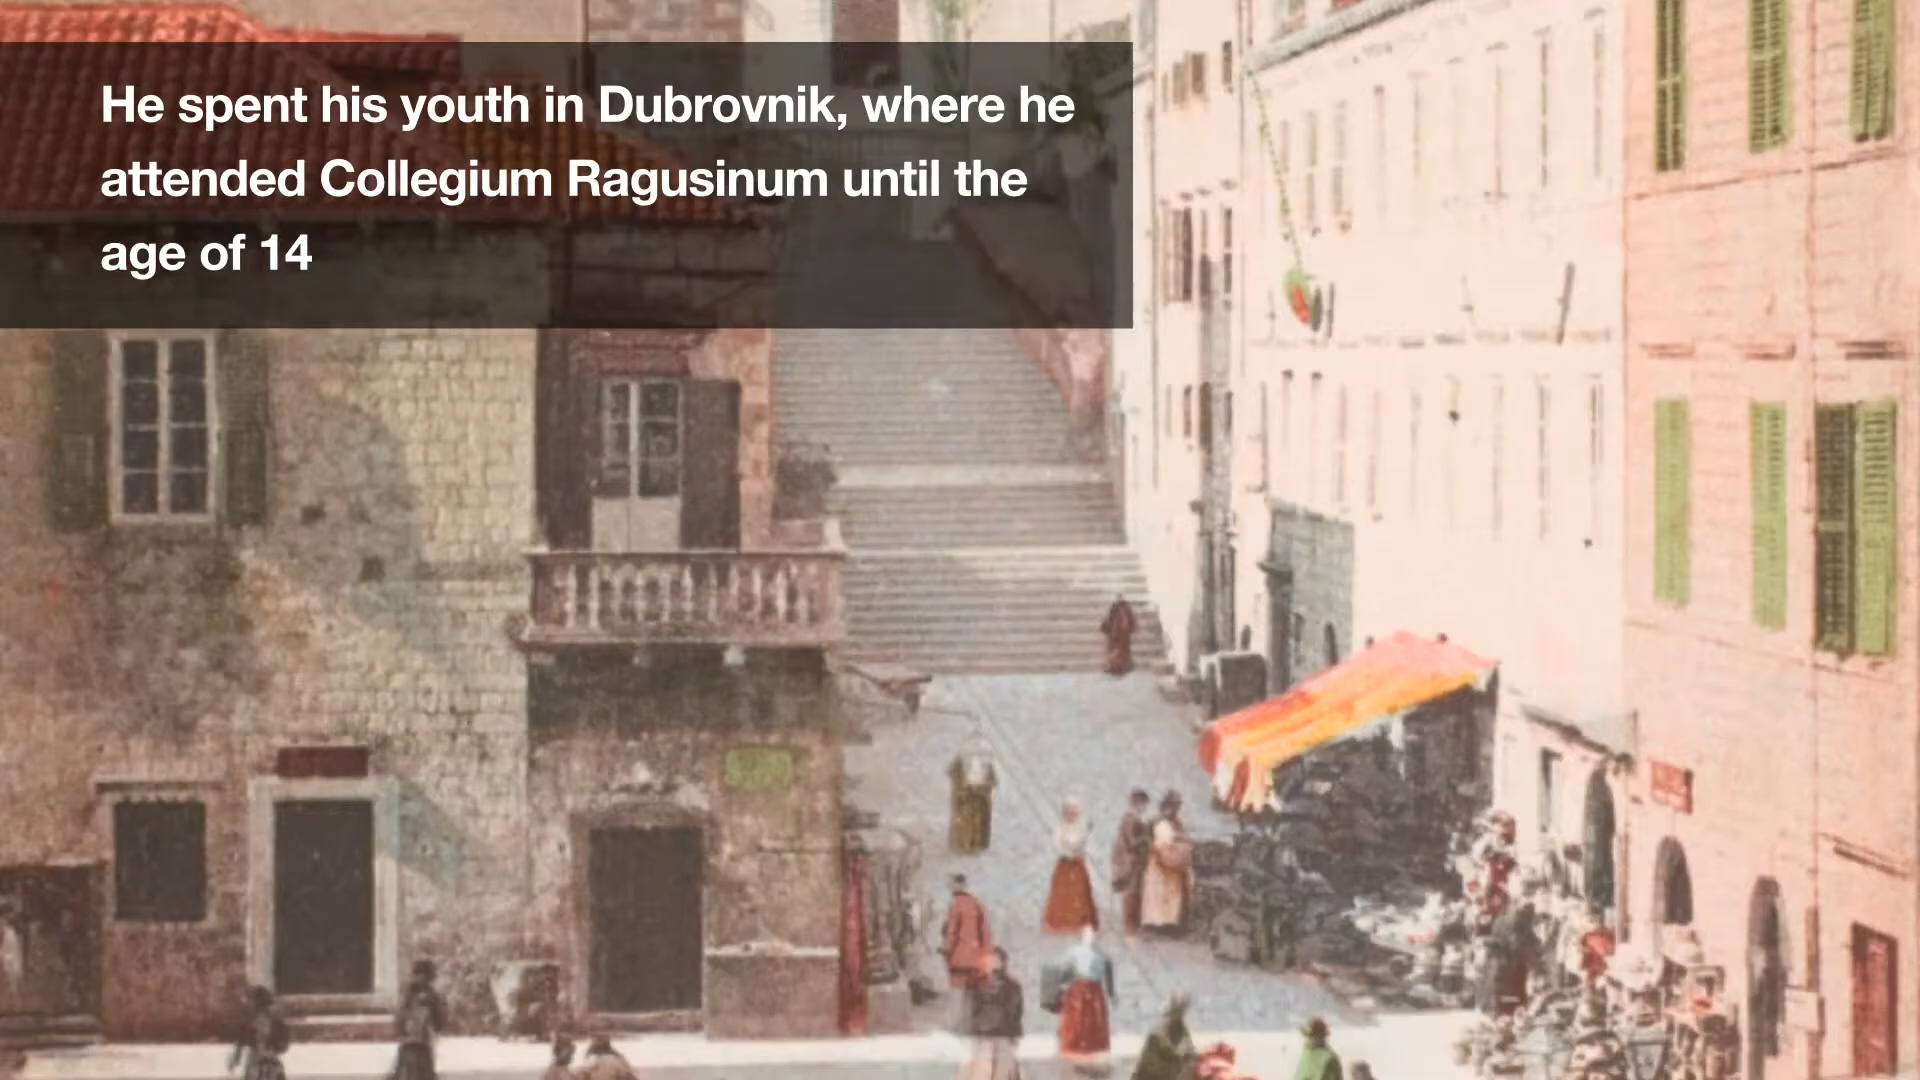 He spent his youth in Dubrovnik, where he
attended Collegium Ragusinum until the
age of 14